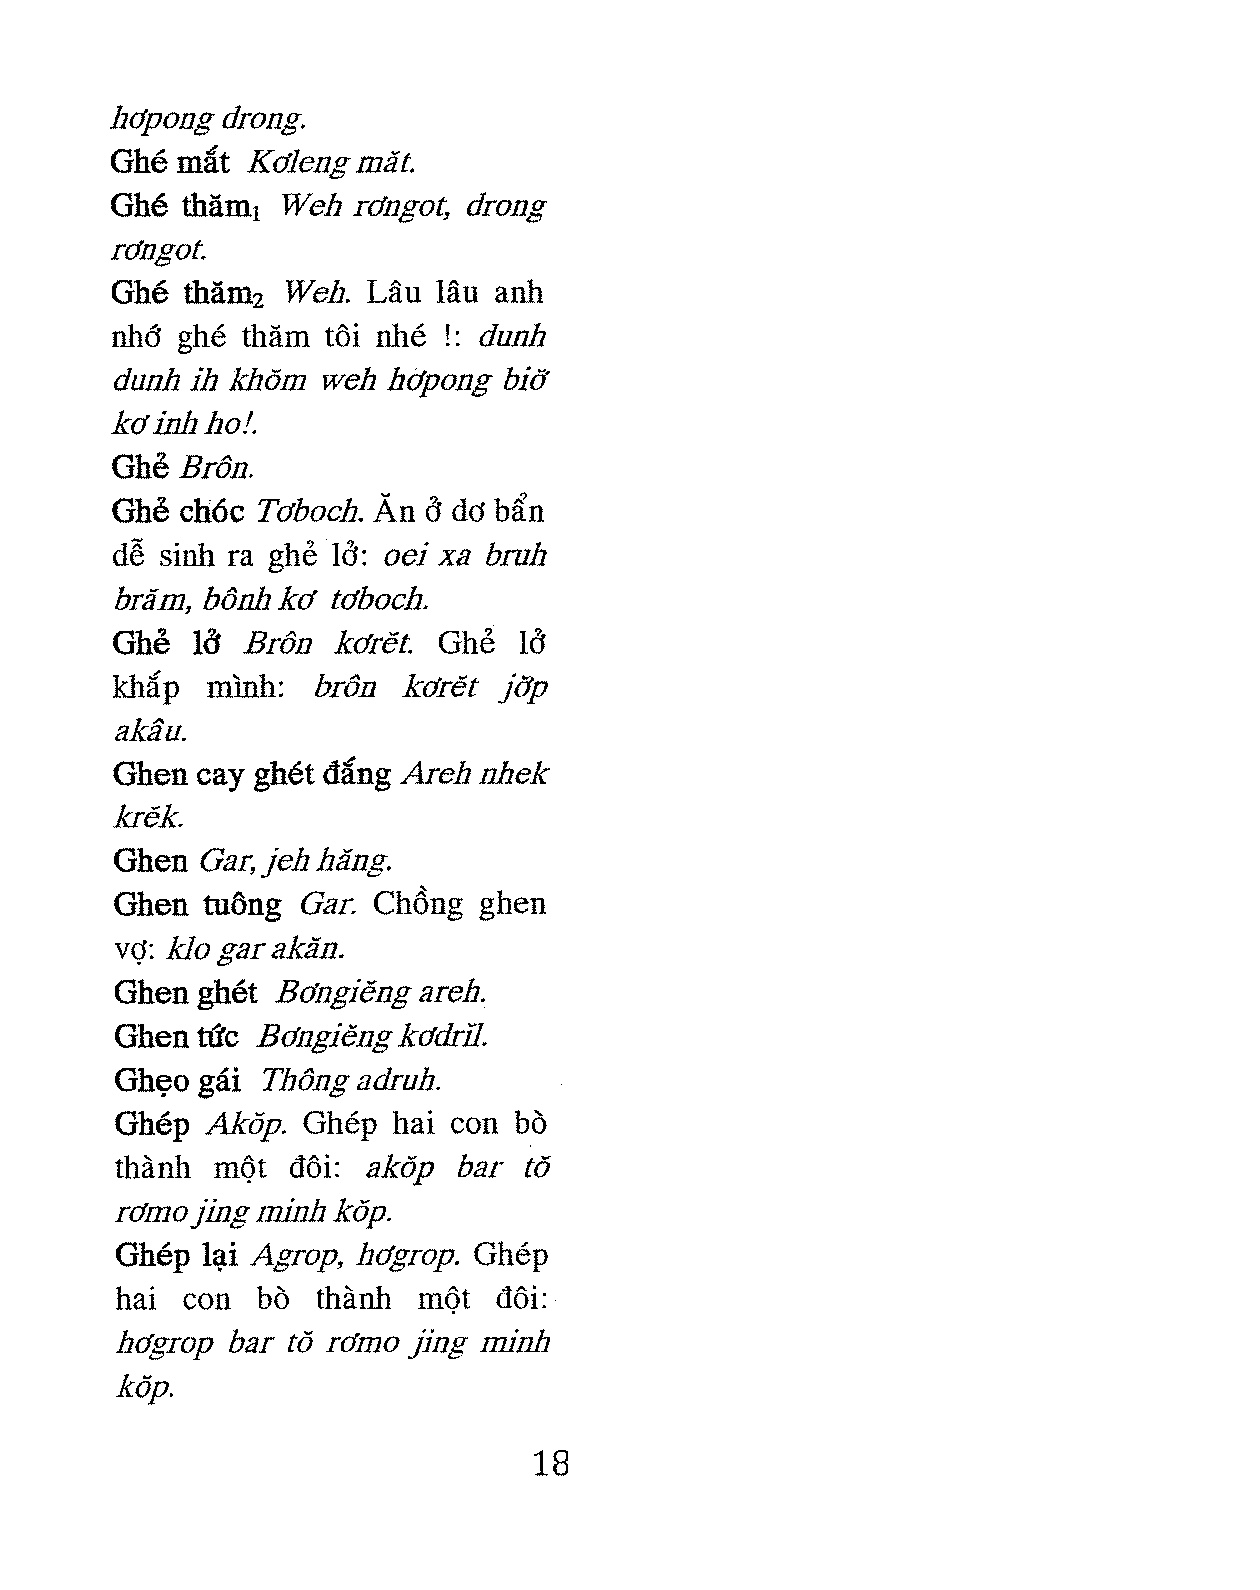 hơpong drong.
Ghé mắt Kơleng măt.
Ghé thăm₁ Weh rơngot, drong
rơngot.
Ghé thăm₂ Weh. Lâu lâu anh
nhớ ghé thăm tôi nhé !: dunh
dunh ih khŏm weh hơpong biơ̆
kơ inh ho!.
Ghẻ Brôn.
Ghẻ chóc Tơboch. Ăn ở dơ bẩn
dễ sinh ra ghẻ lở: oei xa bruh
brăm, bônh kơ tơboch.
Ghẻ lở Brôn kơrĕt. Ghẻ lở
khắp mình: brôn kơrĕt jơ̆p
akâu.
Ghen cay ghét đắng Areh nhek
krĕk.
Ghen Gar, jeh hăng.
Ghen tuông Gar. Chồng ghen
vợ: klo gar akăn.
Ghen ghét Bơngiĕng areh.
Ghen tức Bơngiĕng kơdrĭl.
Ghẹo gái Thông adruh.
Ghép Akŏp. Ghép hai con bò
thành một đôi: akŏp bar tŏ
rơmo jing minh kŏp.
Ghép lại Agrop, hơgrop. Ghép
hai con bò thành một đôi:
hơgrop bar tŏ rơmo jing minh
kŏp.
18